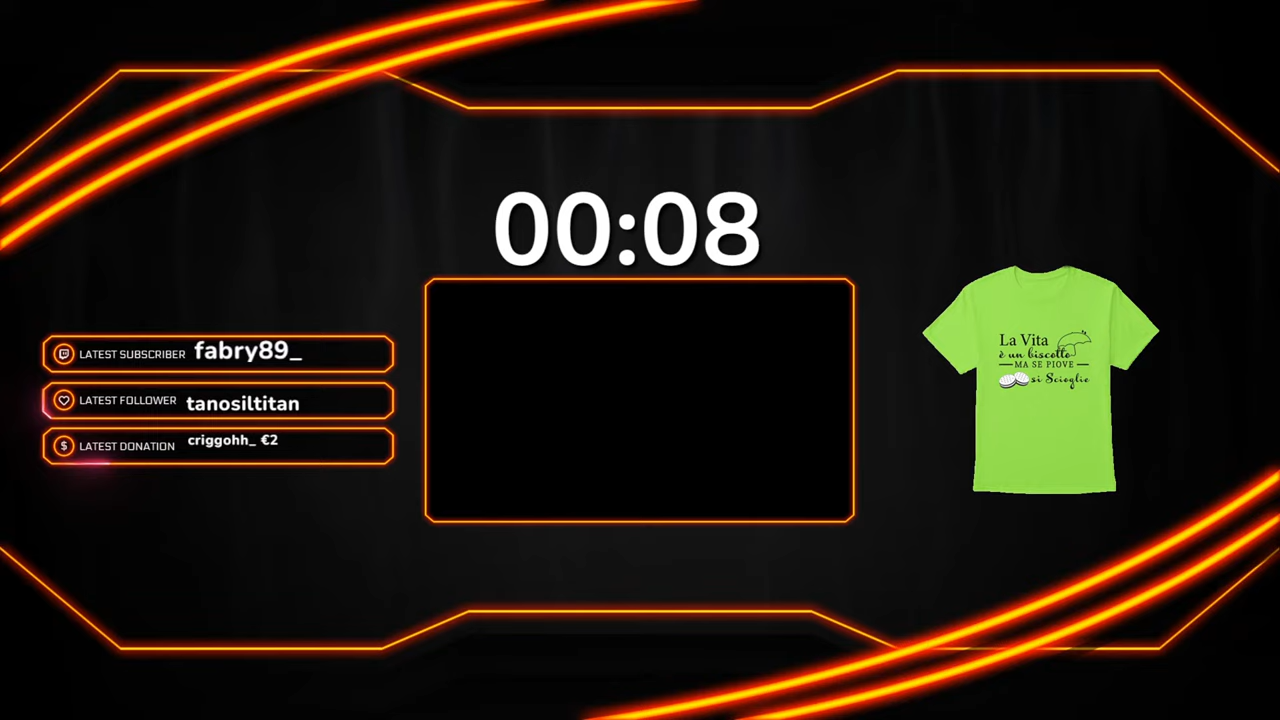 00:08
LATEST SUBSCRIBER fabry89_
LATEST FOLLOWER tanosiltitan
$ LATEST DONATION criggohh_ €2
La Vita
è un biscotto
MA SE PIOVE
si Scioglie